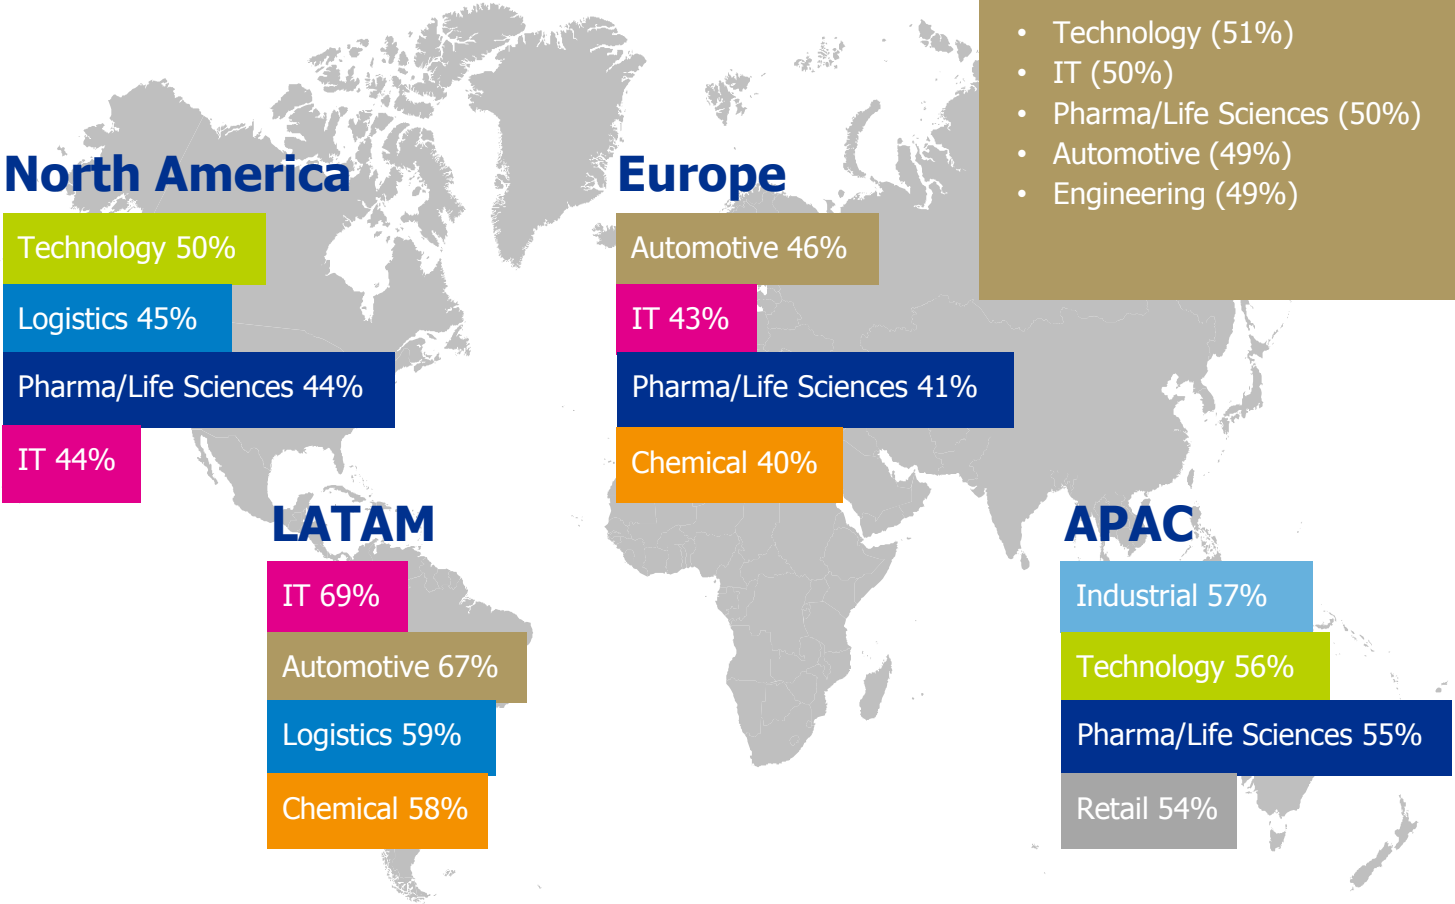 • Technology (51%)
• IT (50%)
• Pharma/Life Sciences (50%)
• Automotive (49%)
• Engineering (49%)
North America
Technology 50%
Logistics 45%
Pharma/Life Sciences 44%
IT 44%
Europe
Automotive 46%
IT 43%
Pharma/Life Sciences 41%
Chemical 40%
LATAM
IT 69%
Automotive 67%
Logistics 59%
Chemical 58%
APAC
Industrial 57%
Technology 56%
Pharma/Life Sciences 55%
Retail 54%